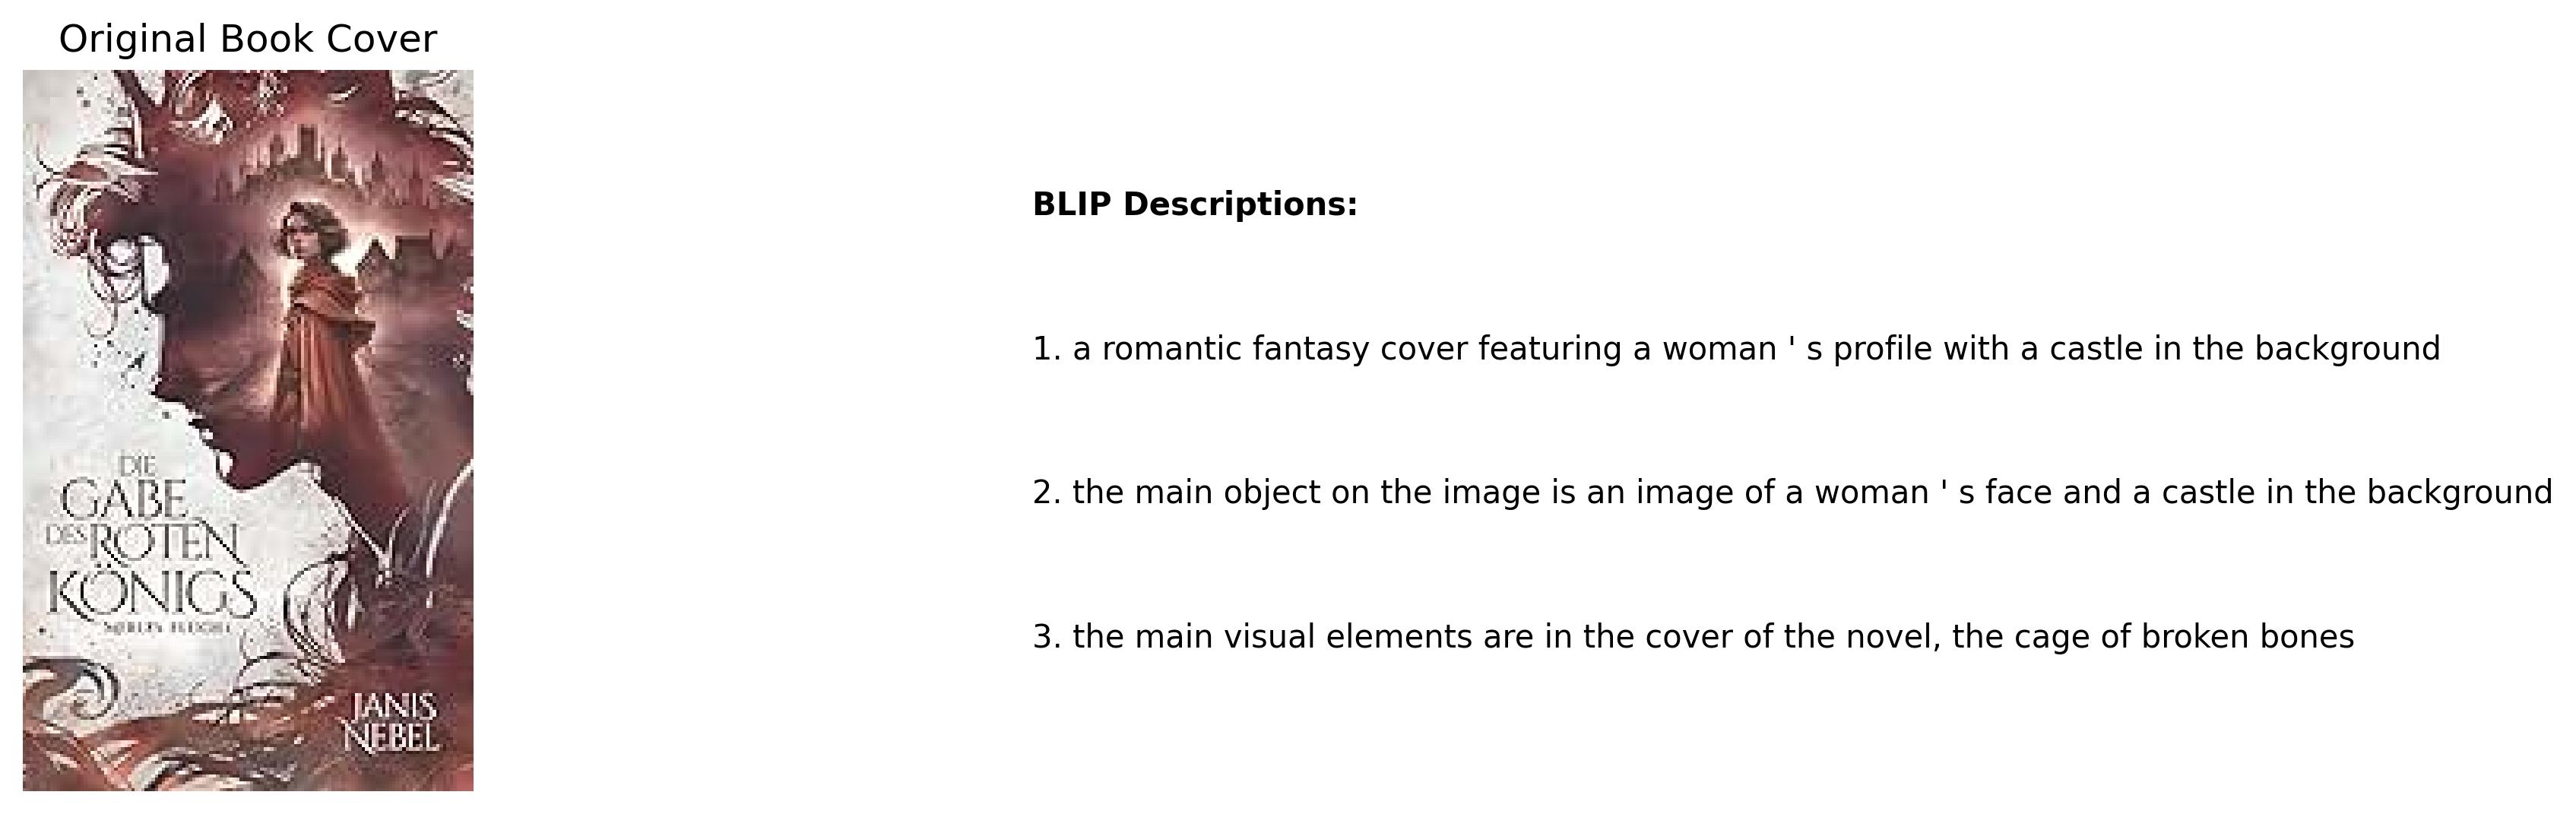 Original Book Cover
DIE
GABE
DES ROTEN
KÖNIGS
JANIS
NEBEL
BLIP Descriptions:
1. a romantic fantasy cover featuring a woman ' s profile with a castle in the background
2. the main object on the image is an image of a woman ' s face and a castle in the background
3. the main visual elements are in the cover of the novel, the cage of broken bones